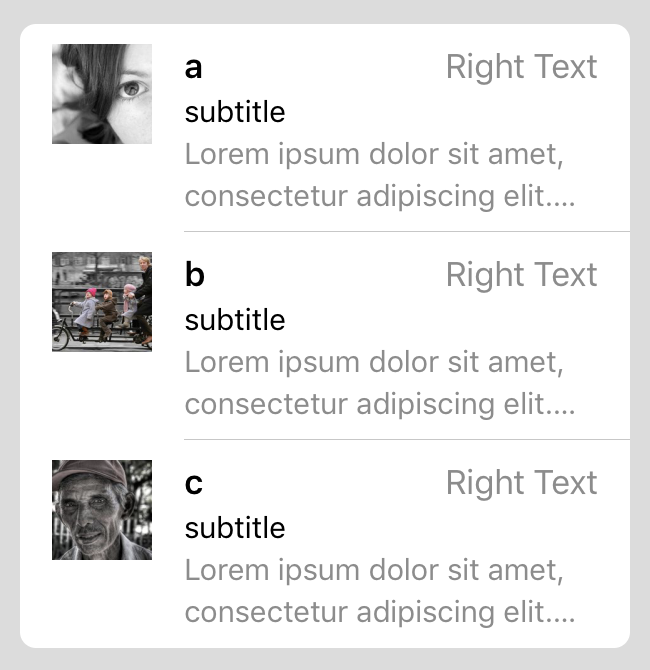 a
Right Text
subtitle
Lorem ipsum dolor sit amet,
consectetur adipiscing elit....
b
Right Text
subtitle
Lorem ipsum dolor sit amet,
consectetur adipiscing elit....
c
Right Text
subtitle
Lorem ipsum dolor sit amet,
consectetur adipiscing elit....